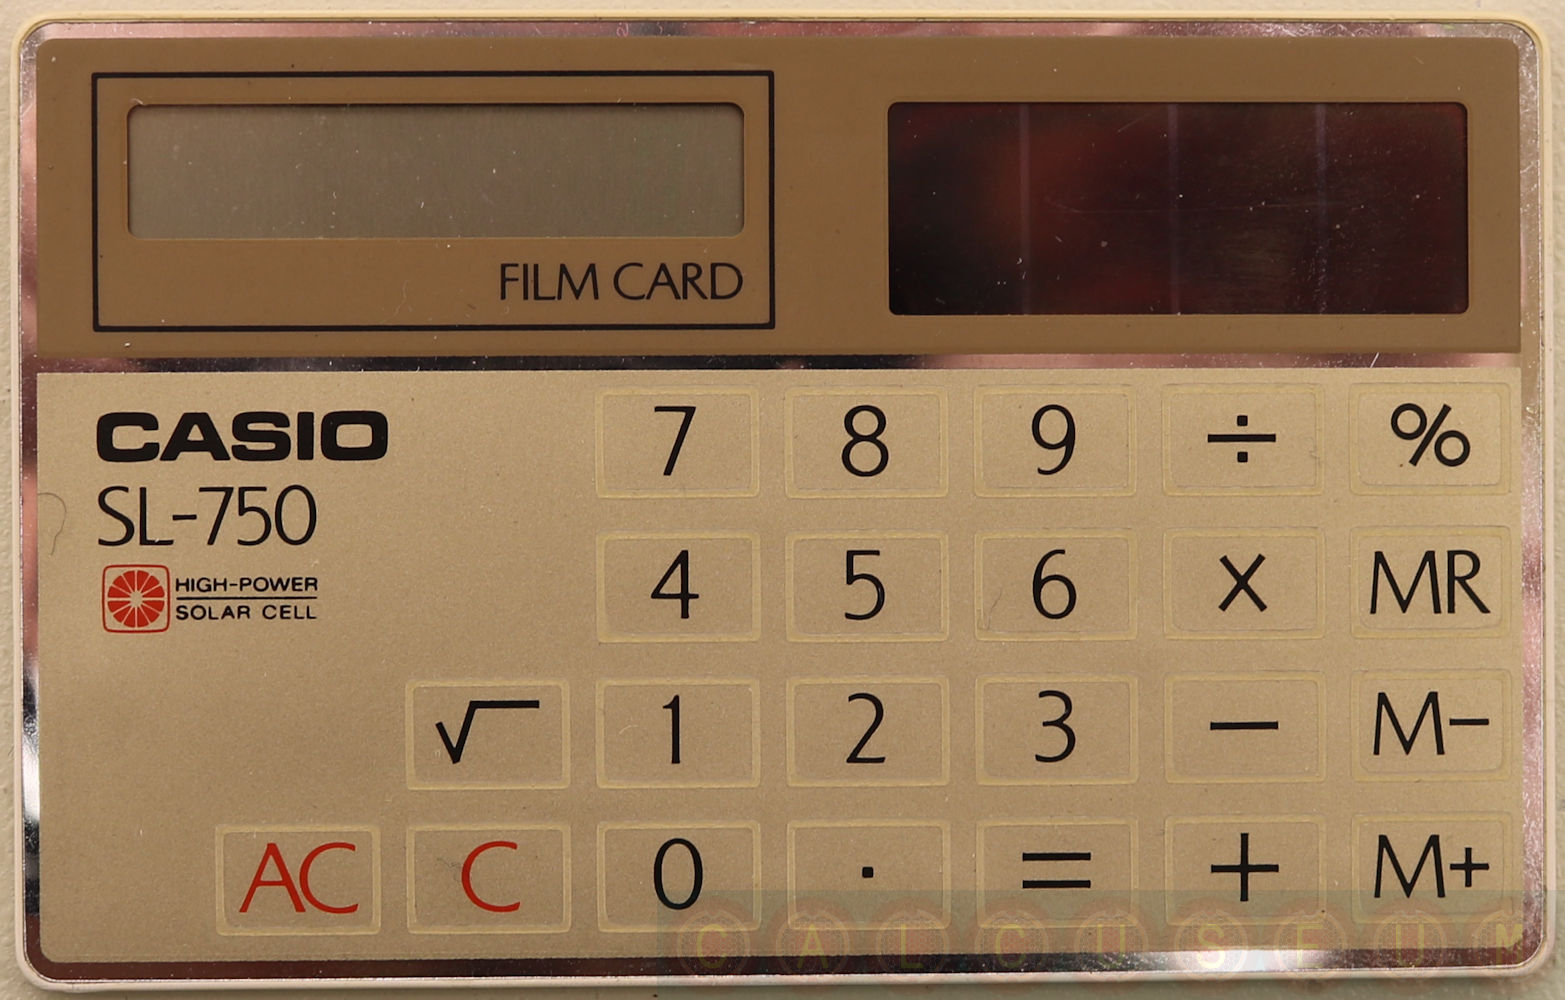 FILM CARD
CASIO
SL-750
HIGH-POWER
SOLAR CELL
7 8 9 ÷ %
4 5 6 × MR
√ 1 2 3 − M−
AC C 0 · = + M+
CALCUSEUM